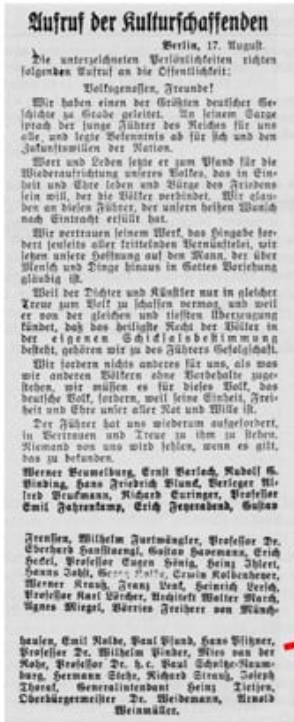 Aufruf der Kulturschaffenden
Berlin, 17. August.
Die unterzeichneten Persönlichkeiten richten
folgenden Aufruf an die Öffentlichkeit:
Volksgenossen, Freunde!
Wir haben einen der Größten deutscher Ge-
schichte zu Grabe geleitet. An seinem Sarge
sprach der junge Führer des Reiches für uns
alle, und legte Bekenntnis ab für sich und den
Zukunftswillen der Nation.
Wort und Leben setzte er zum Pfand für die
Wiederaufrichtung unseres Volkes, das in Ein-
heit und Ehre leben und Bürge des Friedens
sein will, der die Völker verbindet. Wir glau-
ben an diesen Führer, der unsern heißen Wunsch
nach Eintracht erfüllt hat.
Wir vertrauen seinem Werk, das Hingabe for-
dert jenseits aller krittelnden Vernünftelei, wir
setzen unsere Hoffnung auf den Mann, der über
Mensch und Dinge hinaus in Gottes Vorsehung
gläubig ist.
Weil der Dichter und Künstler nur in gleicher
Treue zum Volk zu schaffen vermag, und weil
er von der gleichen und tiefsten Überzeugung
kündet, daß das heiligste Recht der Völker in
der eigenen Schicksalsbestimmung
besteht, gehören wir zu des Führers Gefolgschaft.
Wir fordern nichts anderes für uns, als was
wir anderen Völkern ohne Vorbehalte zuge-
stehen, wir müssen es für dieses Volk, das
deutsche Volk, fordern, weil seine Einheit, Frei-
heit und Ehre unser aller Not und Wille ist.
Der Führer hat uns wiederum aufgefordert,
in Vertrauen und Treue zu ihm zu stehen.
Niemand von uns wird fehlen, wenn es gilt,
das zu bekunden.
Werner Beumelburg, Ernst Barlach, Rudolf G.
Binding, Hans Friedrich Blunck, Verleger Al-
fred Bruckmann, Richard Euringer, Professor
Emil Fahrenkamp, Erich Feyerabend, Gustav
Frenssen, Wilhelm Furtwängler, Professor Dr.
Eberhard Hanfstaengl, Gustav Havemann, Erich
Heckel, Professor Eugen Hönig, Heinz Ihlert,
Hanns Johst, Georg Kolbe, Erwin Kolbenheyer,
Werner Krauß, Franz Lenk, Heinrich Lersch,
Professor Karl Lörcher, Architekt Walter March,
Agnes Miegel, Börries Freiherr von Münch-
hausen, Emil Nolde, Paul Pfund, Hans Pfitzner,
Professor Dr. Wilhelm Pinder, Mies van der
Rohe, Professor Dr. h.c. Paul Schultze-Naum-
burg, Hermann Stehr, Richard Strauß, Joseph
Thorak, Generalintendant Heinz Tietjen,
Oberbürgermeister Dr. Weidemann, Arnold
Weinmüller.